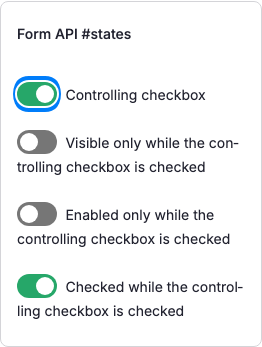 Form API #states
Controlling checkbox
Visible only while the con-
trolling checkbox is checked
Enabled only while the
controlling checkbox is checked
Checked while the control-
ling checkbox is checked